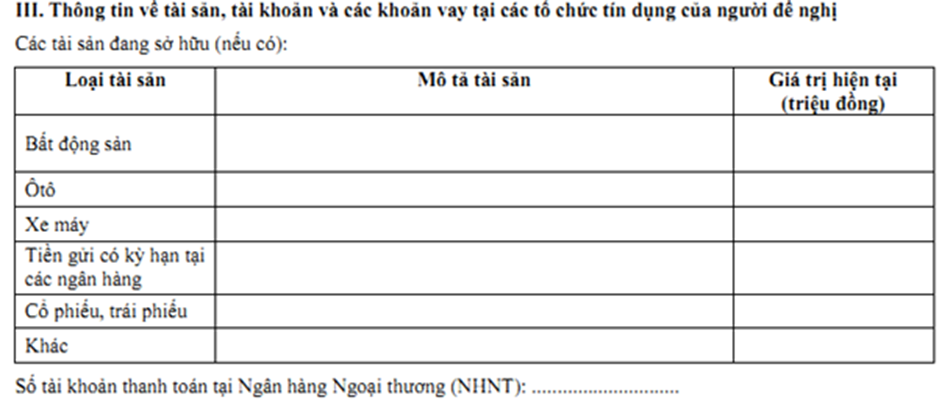 III. Thông tin về tài sản, tài khoản và các khoản vay tại các tổ chức tín dụng của người đề nghị
Các tài sản đang sở hữu (nếu có):
Loại tài sản
Mô tả tài sản
Giá trị hiện tại
(triệu đồng)
Bất động sản
Ôtô
Xe máy
Tiền gửi có kỳ hạn tại
các ngân hàng
Cổ phiếu, trái phiếu
Khác
Số tài khoản thanh toán tại Ngân hàng Ngoại thương (NHNT): ..............................